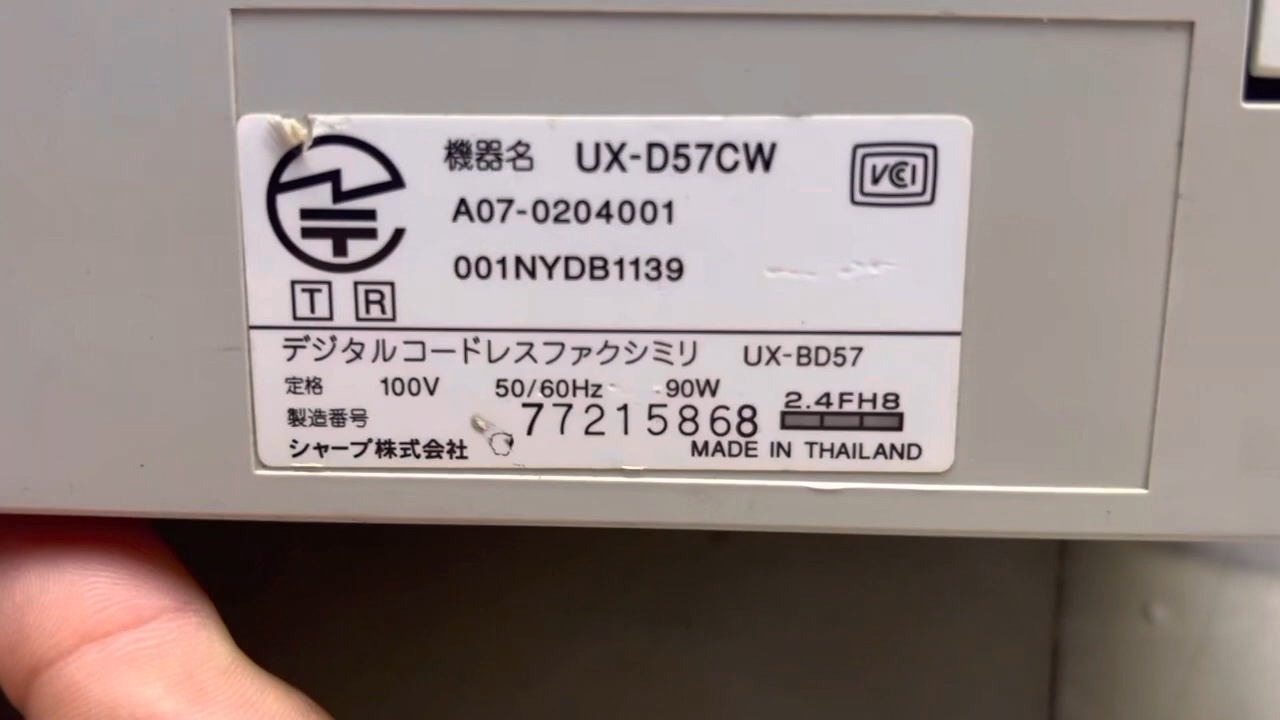 機器名 UX-D57CW
VCCI
A07-0204001
001NYDB1139
T R
デジタルコードレスファクシミリ UX-BD57
定格 100V 50/60Hz 90W
2.4FH8
製造番号 77215868
シャープ株式会社 MADE IN THAILAND